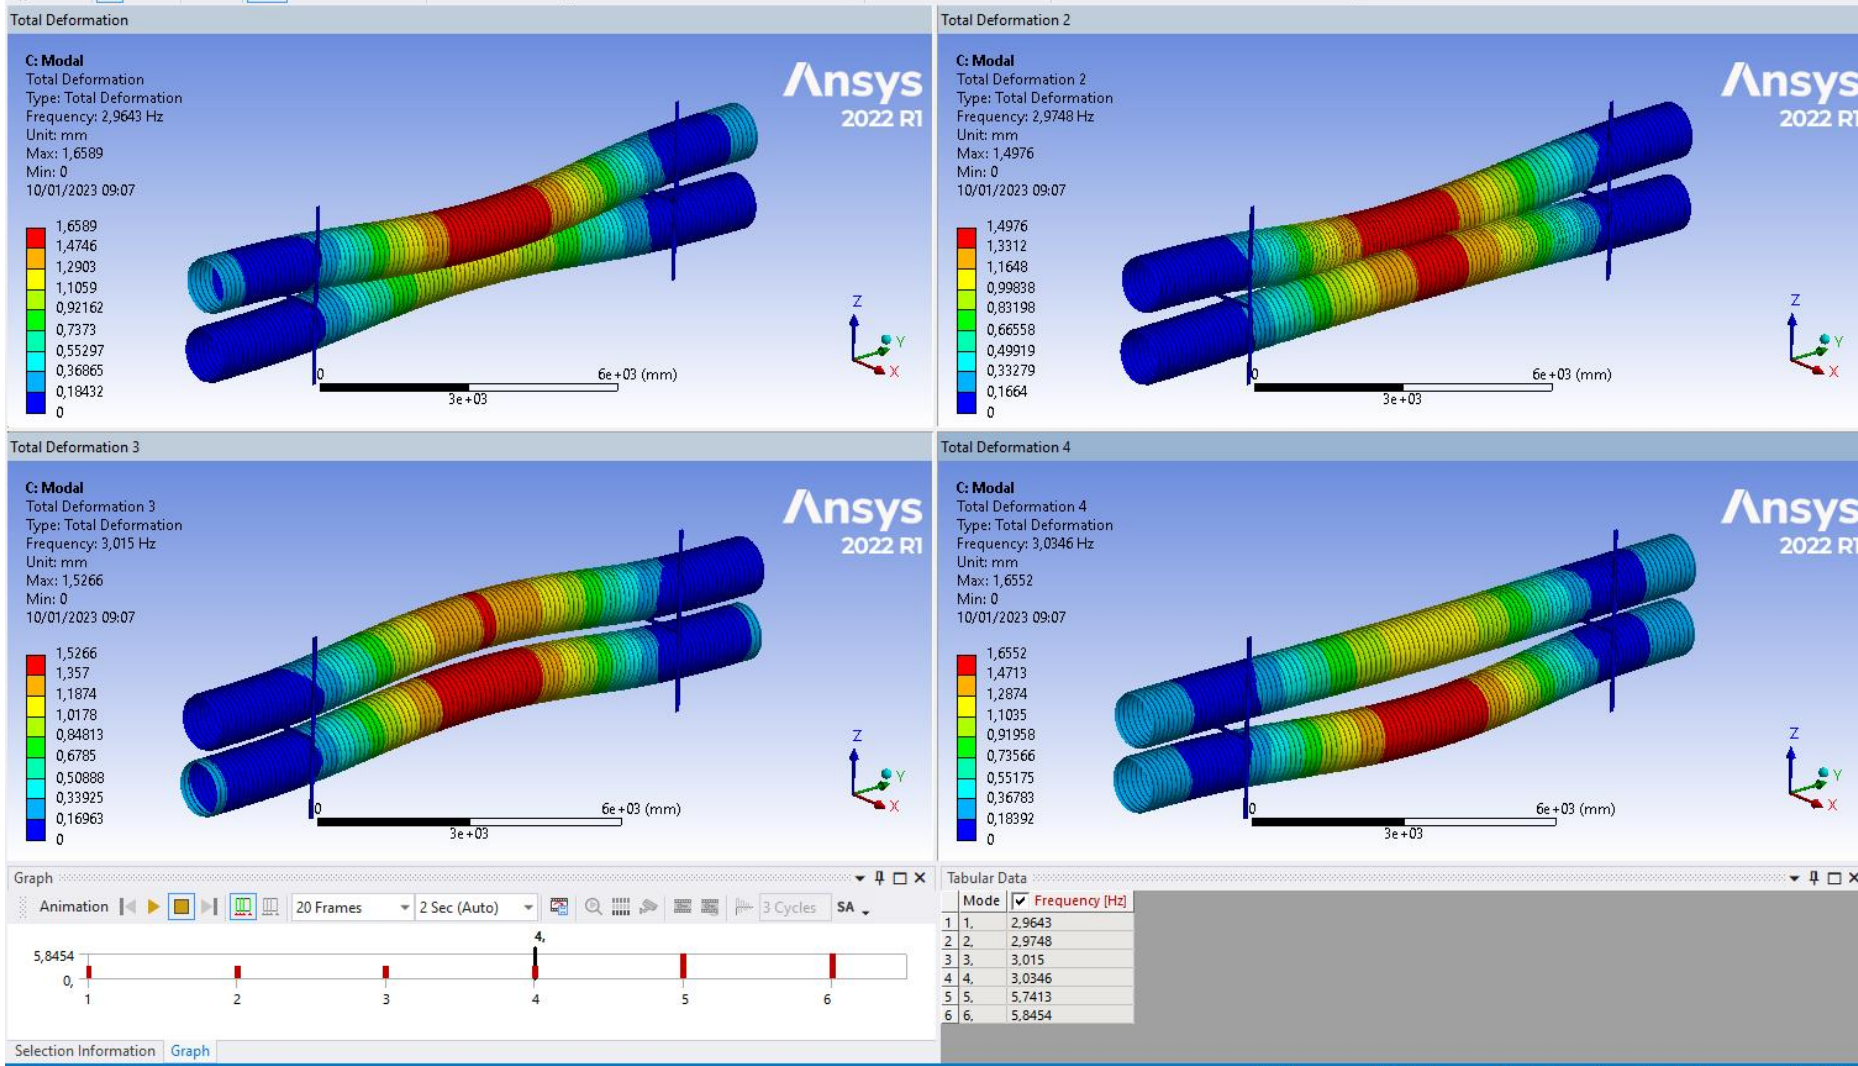 Total Deformation
C: Modal
Total Deformation
Type: Total Deformation
Frequency: 2,9643 Hz
Unit: mm
Max: 1,6589
Min: 0
10/01/2023 09:07
Ansys
2022 R1
1,6589
1,4746
1,2903
1,1059
0,92162
0,7373
0,55297
0,36865
0,18432
0
0
6e+03 (mm)
3e+03
Z
Y
X
Total Deformation 2
C: Modal
Total Deformation 2
Type: Total Deformation
Frequency: 2,9748 Hz
Unit: mm
Max: 1,4976
Min: 0
10/01/2023 09:07
Ansys
2022 R1
1,4976
1,3312
1,1648
0,99838
0,83198
0,66558
0,49919
0,33279
0,1664
0
0
6e+03 (mm)
3e+03
Z
Y
X
Total Deformation 3
C: Modal
Total Deformation 3
Type: Total Deformation
Frequency: 3,015 Hz
Unit: mm
Max: 1,5266
Min: 0
10/01/2023 09:07
Ansys
2022 R1
1,5266
1,357
1,1874
1,0178
0,84813
0,6785
0,50888
0,33925
0,16963
0
0
6e+03 (mm)
3e+03
Z
Y
X
Total Deformation 4
C: Modal
Total Deformation 4
Type: Total Deformation
Frequency: 3,0346 Hz
Unit: mm
Max: 1,6552
Min: 0
10/01/2023 09:07
Ansys
2022 R1
1,6552
1,4713
1,2874
1,1035
0,91958
0,73566
0,55175
0,36783
0,18392
0
0
6e+03 (mm)
3e+03
Z
Y
X
Graph
Animation 20 Frames 2 Sec (Auto) 3 Cycles SA
4,
5,8454
0,
1 2 3 4 5 6
Selection Information Graph
Tabular Data
Mode Frequency [Hz]
1 1, 2,9643
2 2, 2,9748
3 3, 3,015
4 4, 3,0346
5 5, 5,7413
6 6, 5,8454